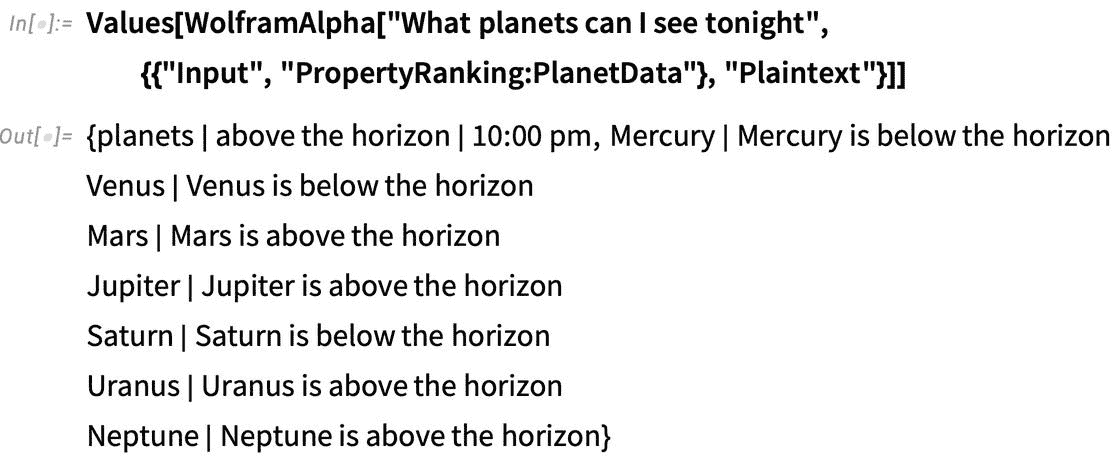 In[•]:= Values[WolframAlpha["What planets can I see tonight",
{{"Input", "PropertyRanking:PlanetData"}, "Plaintext"}]]
Out[•]= {planets | above the horizon | 10:00 pm, Mercury | Mercury is below the horizon
Venus | Venus is below the horizon
Mars | Mars is above the horizon
Jupiter | Jupiter is above the horizon
Saturn | Saturn is below the horizon
Uranus | Uranus is above the horizon
Neptune | Neptune is above the horizon}